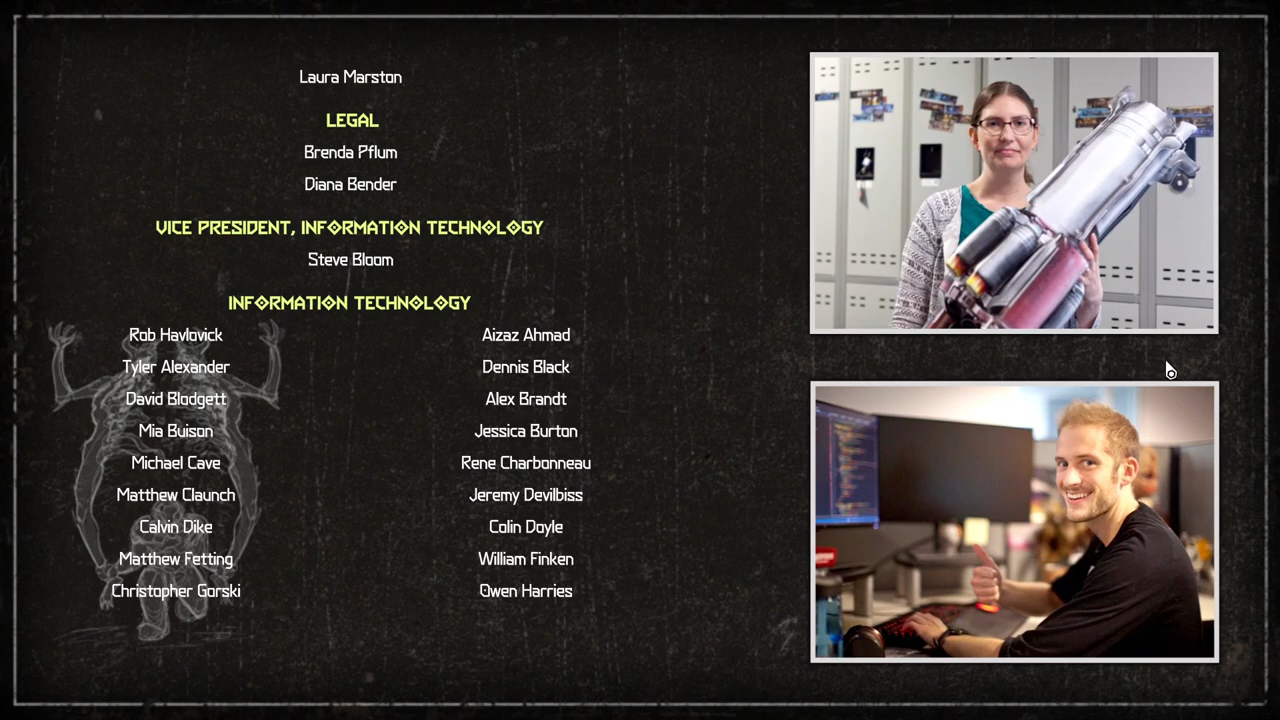 Laura Marston
LEGAL
Brenda Pflum
Diana Bender
VICE PRESIDENT, INFORMATION TECHNOLOGY
Steve Bloom
INFORMATION TECHNOLOGY
Rob Havlovick Aizaz Ahmad
Tyler Alexander Dennis Black
David Blodgett Alex Brandt
Mia Buison Jessica Burton
Michael Cave Rene Charbonneau
Matthew Claunch Jeremy Devilbiss
Calvin Dike Colin Doyle
Matthew Fetting William Finken
Christopher Gorski Owen Harries